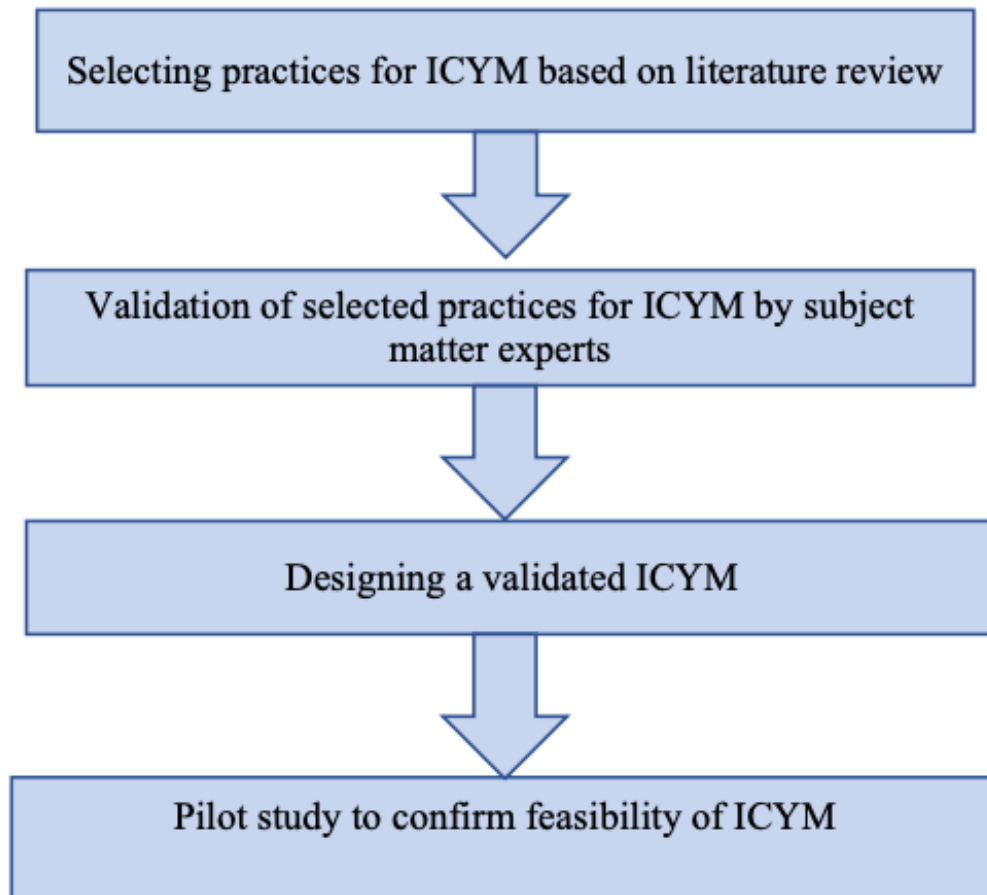 Selecting practices for ICYM based on literature review
Validation of selected practices for ICYM by subject
matter experts
Designing a validated ICYM
Pilot study to confirm feasibility of ICYM